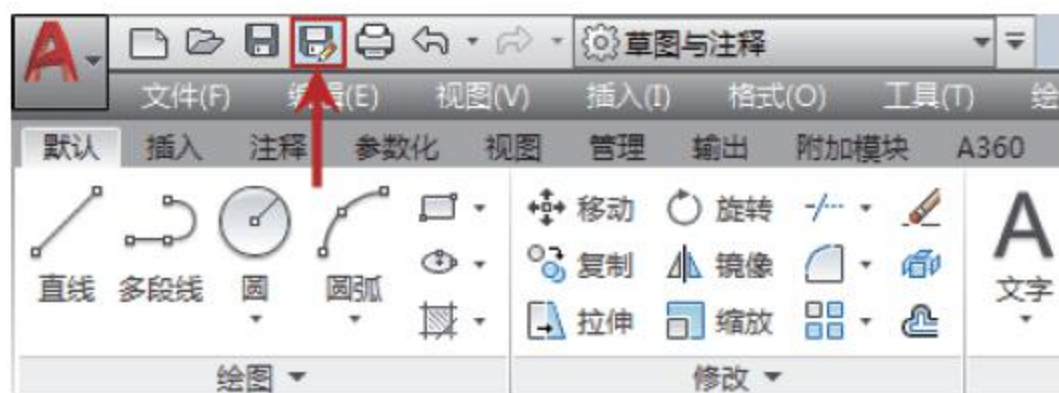 草图与注释
文件(F) 编辑(E) 视图(V) 插入(I) 格式(O) 工具(T) 绘
默认 插入 注释 参数化 视图 管理 输出 附加模块 A360
移动 旋转
直线 多段线 圆 圆弧 复制 镜像 文字
拉伸 缩放
绘图 修改